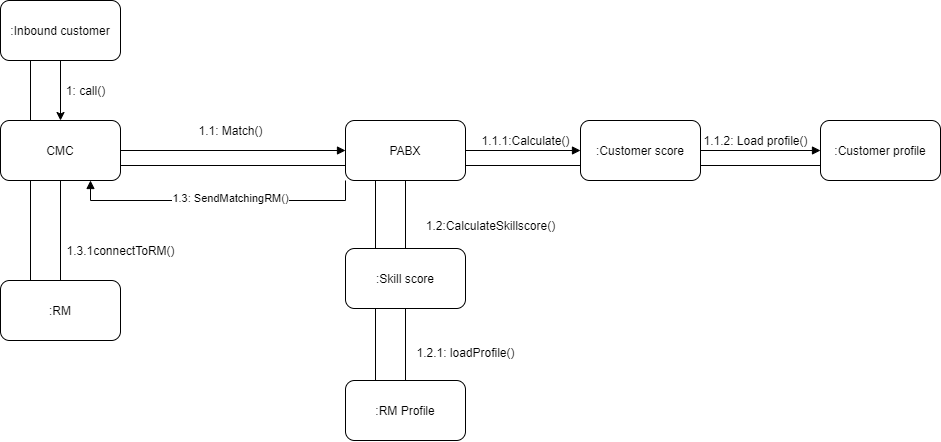 :Inbound customer
1: call()
CMC
1.1: Match()
PABX
1.1.1:Calculate()
:Customer score
1.1.2: Load profile()
:Customer profile
1.3: SendMatchingRM()
1.2:CalculateSkillscore()
1.3.1connectToRM()
:Skill score
:RM
1.2.1: loadProfile()
:RM Profile